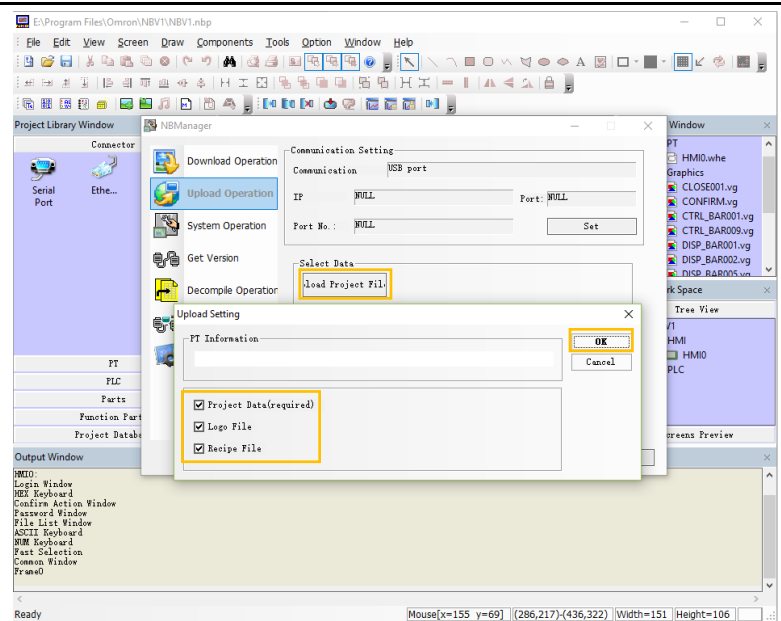 E:\Program Files\Omron\NBV1\NBV1.nbp
File Edit View Screen Draw Components Tools Option Window Help
Project Library Window
Connector
Serial Port
Ethe...
PT
PLC
Parts
Function Part
Project Databa
NBManager
Download Operation
Upload Operation
System Operation
Get Version
Decompile Operation
Communication Setting
Communication USB port
IP NULL Port: NULL
Port No.: NULL Set
Select Data
load Project Fil
Upload Setting
PT Information
OK
Cancel
Project Data(required)
Logo File
Recipe File
Window
PT
HMI0.whe
Graphics
CLOSE001.vg
CONFIRM.vg
CTRL_BAR001.vg
CTRL_BAR009.vg
DISP_BAR001.vg
DISP_BAR002.vg
DISP_BAR005.vg
rk Space
Tree View
V1
HMI
HMI0
PLC
creens Preview
Output Window
HMI0:
Login Window
HEX Keyboard
Confirm Action Window
Password Window
File List Window
ASCII Keyboard
NUM Keyboard
Fast Selection
Common Window
Frame0
Ready
Mouse[x=155 y=69] (286,217)-(436,322) Width=151 Height=106